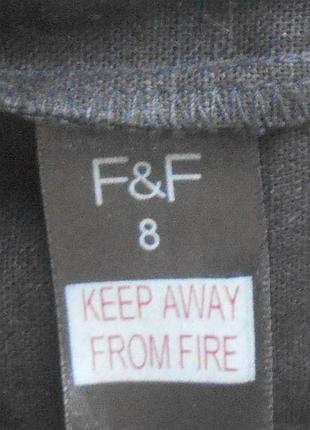 F&F
8
KEEP AWAY
FROM FIRE